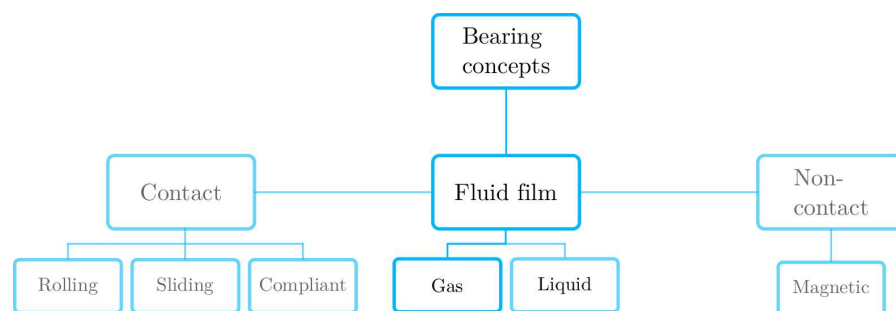 Bearing
concepts
Contact
Fluid film
Non-
contact
Rolling
Sliding
Compliant
Gas
Liquid
Magnetic